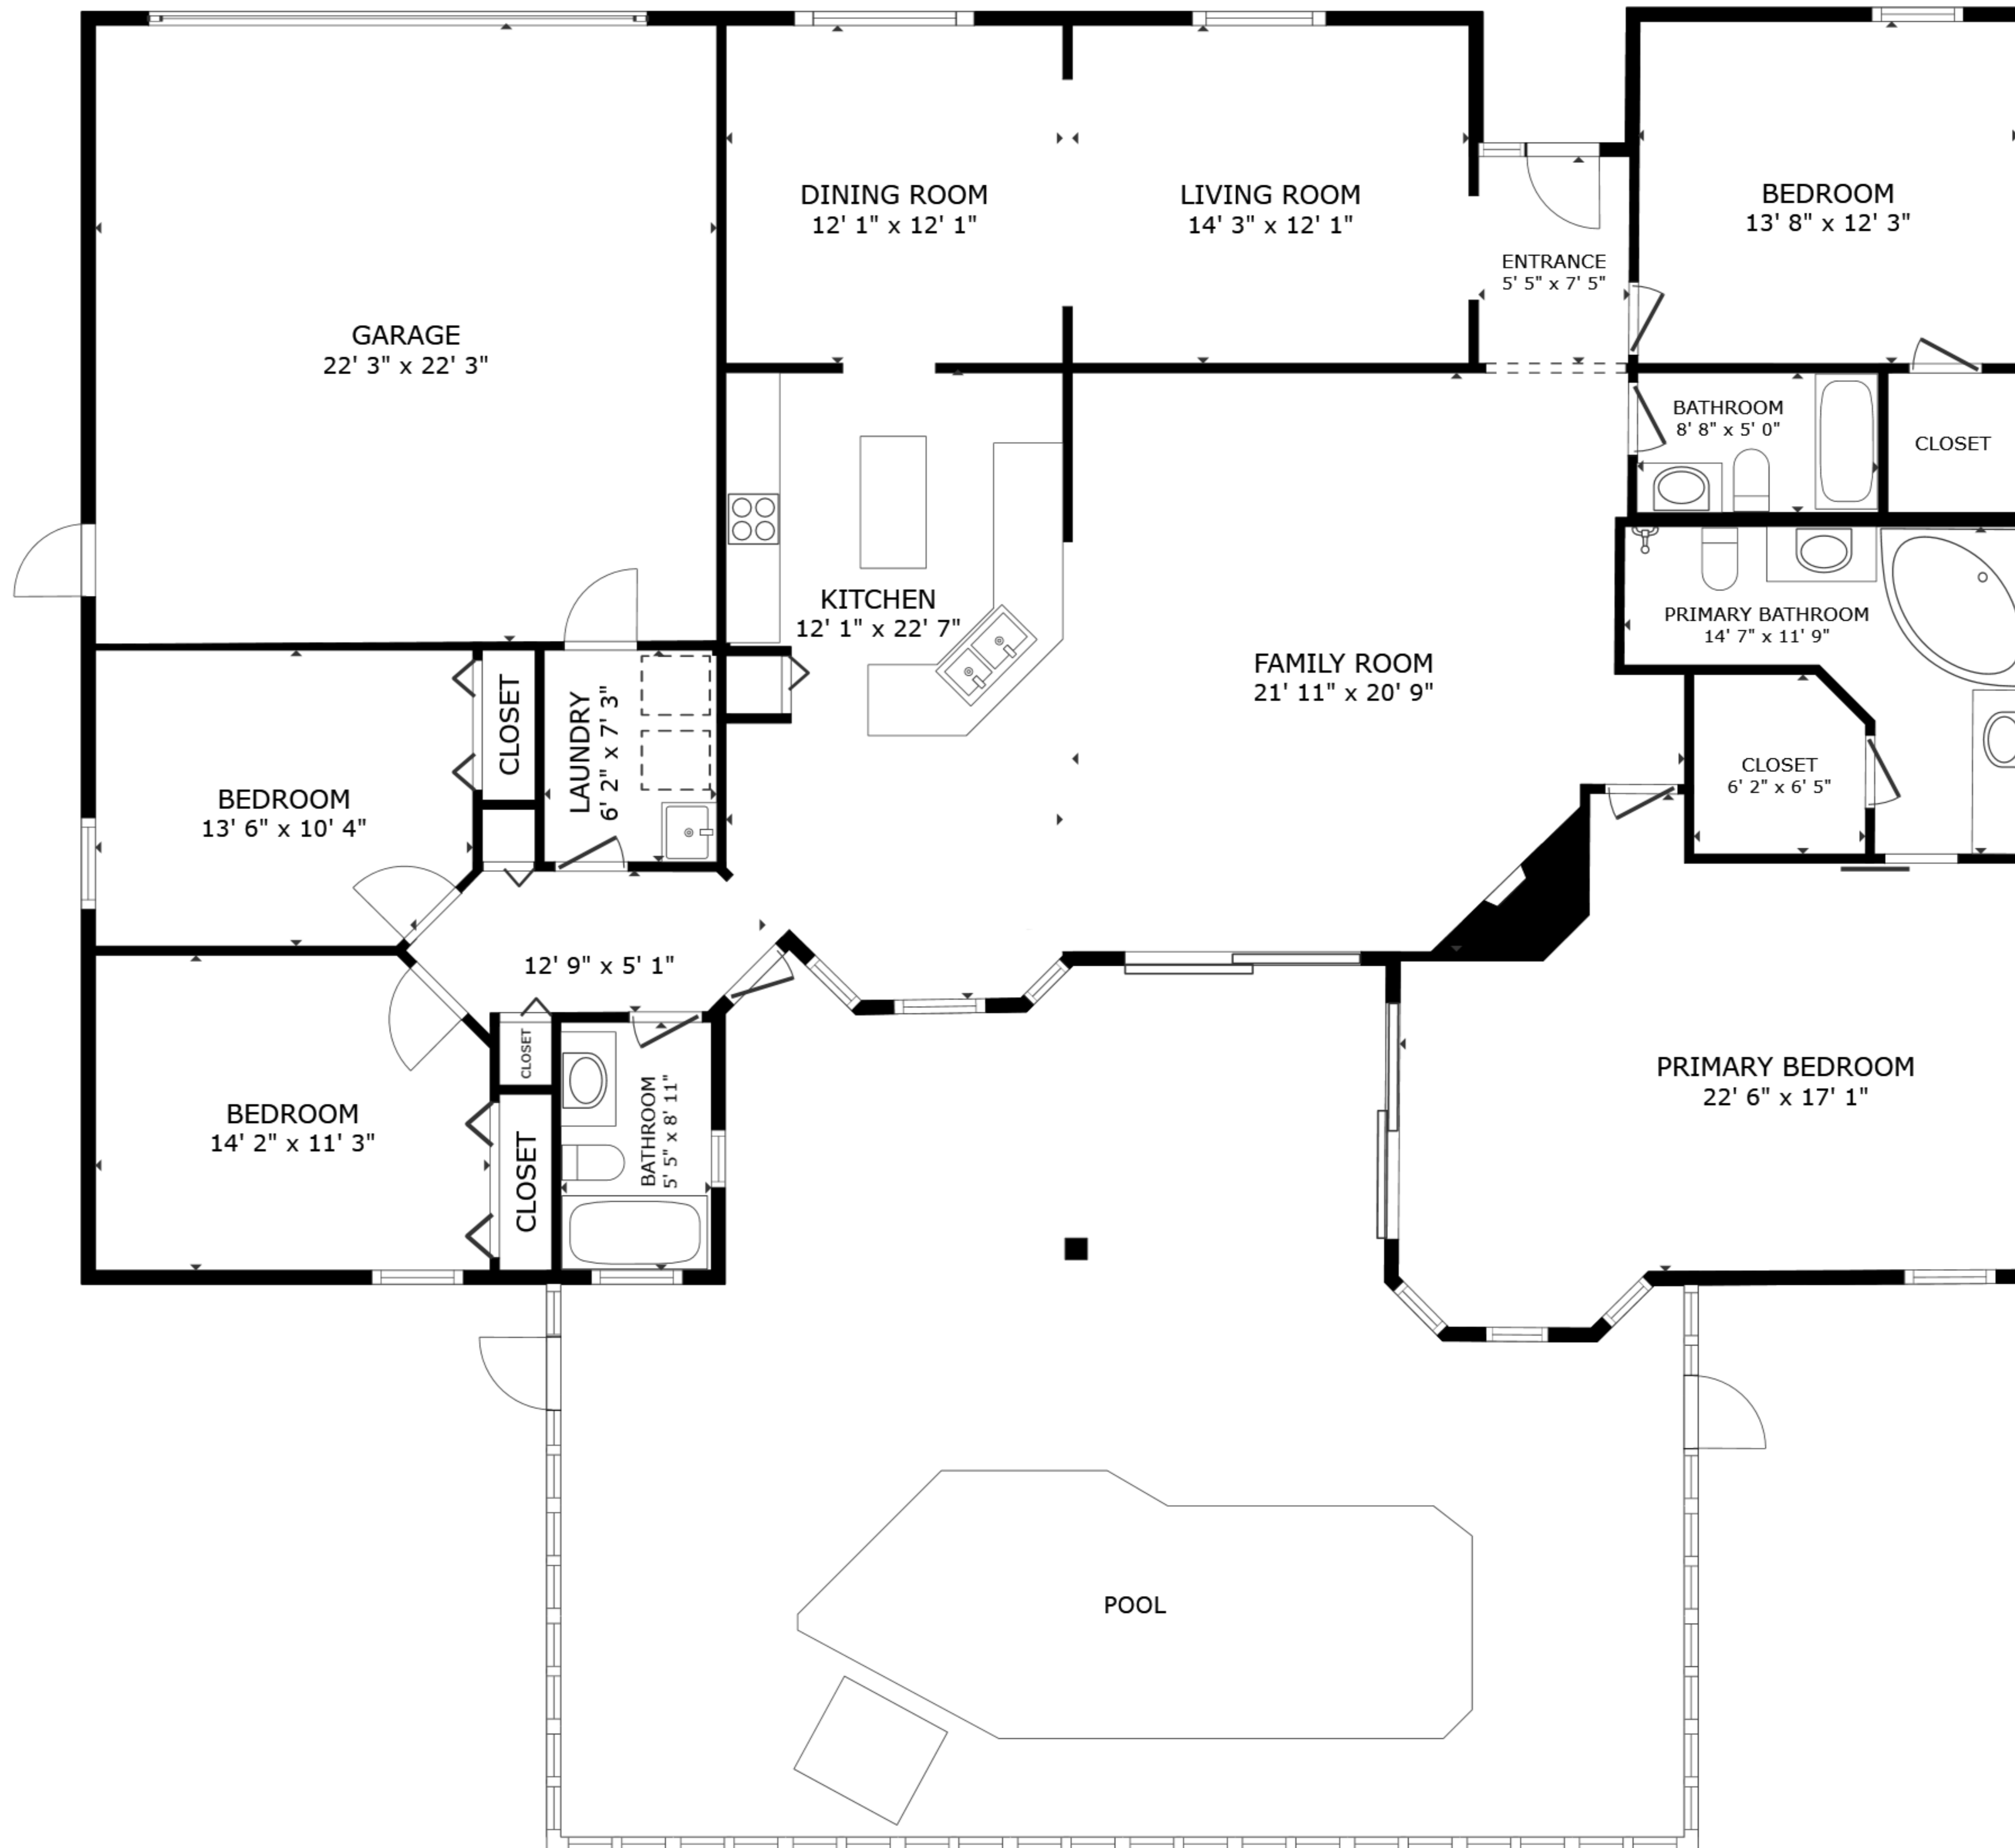 DINING ROOM
12' 1" x 12' 1"
LIVING ROOM
14' 3" x 12' 1"
BEDROOM
13' 8" x 12' 3"
ENTRANCE
5' 5" x 7' 5"
GARAGE
22' 3" x 22' 3"
BATHROOM
8' 8" x 5' 0"
CLOSET
KITCHEN
12' 1" x 22' 7"
PRIMARY BATHROOM
14' 7" x 11' 9"
FAMILY ROOM
21' 11" x 20' 9"
CLOSET
LAUNDRY
6' 2" x 7' 3"
BEDROOM
13' 6" x 10' 4"
CLOSET
6' 2" x 6' 5"
12' 9" x 5' 1"
CLOSET
PRIMARY BEDROOM
22' 6" x 17' 1"
BEDROOM
14' 2" x 11' 3"
CLOSET
BATHROOM
5' 5" x 8' 11"
POOL